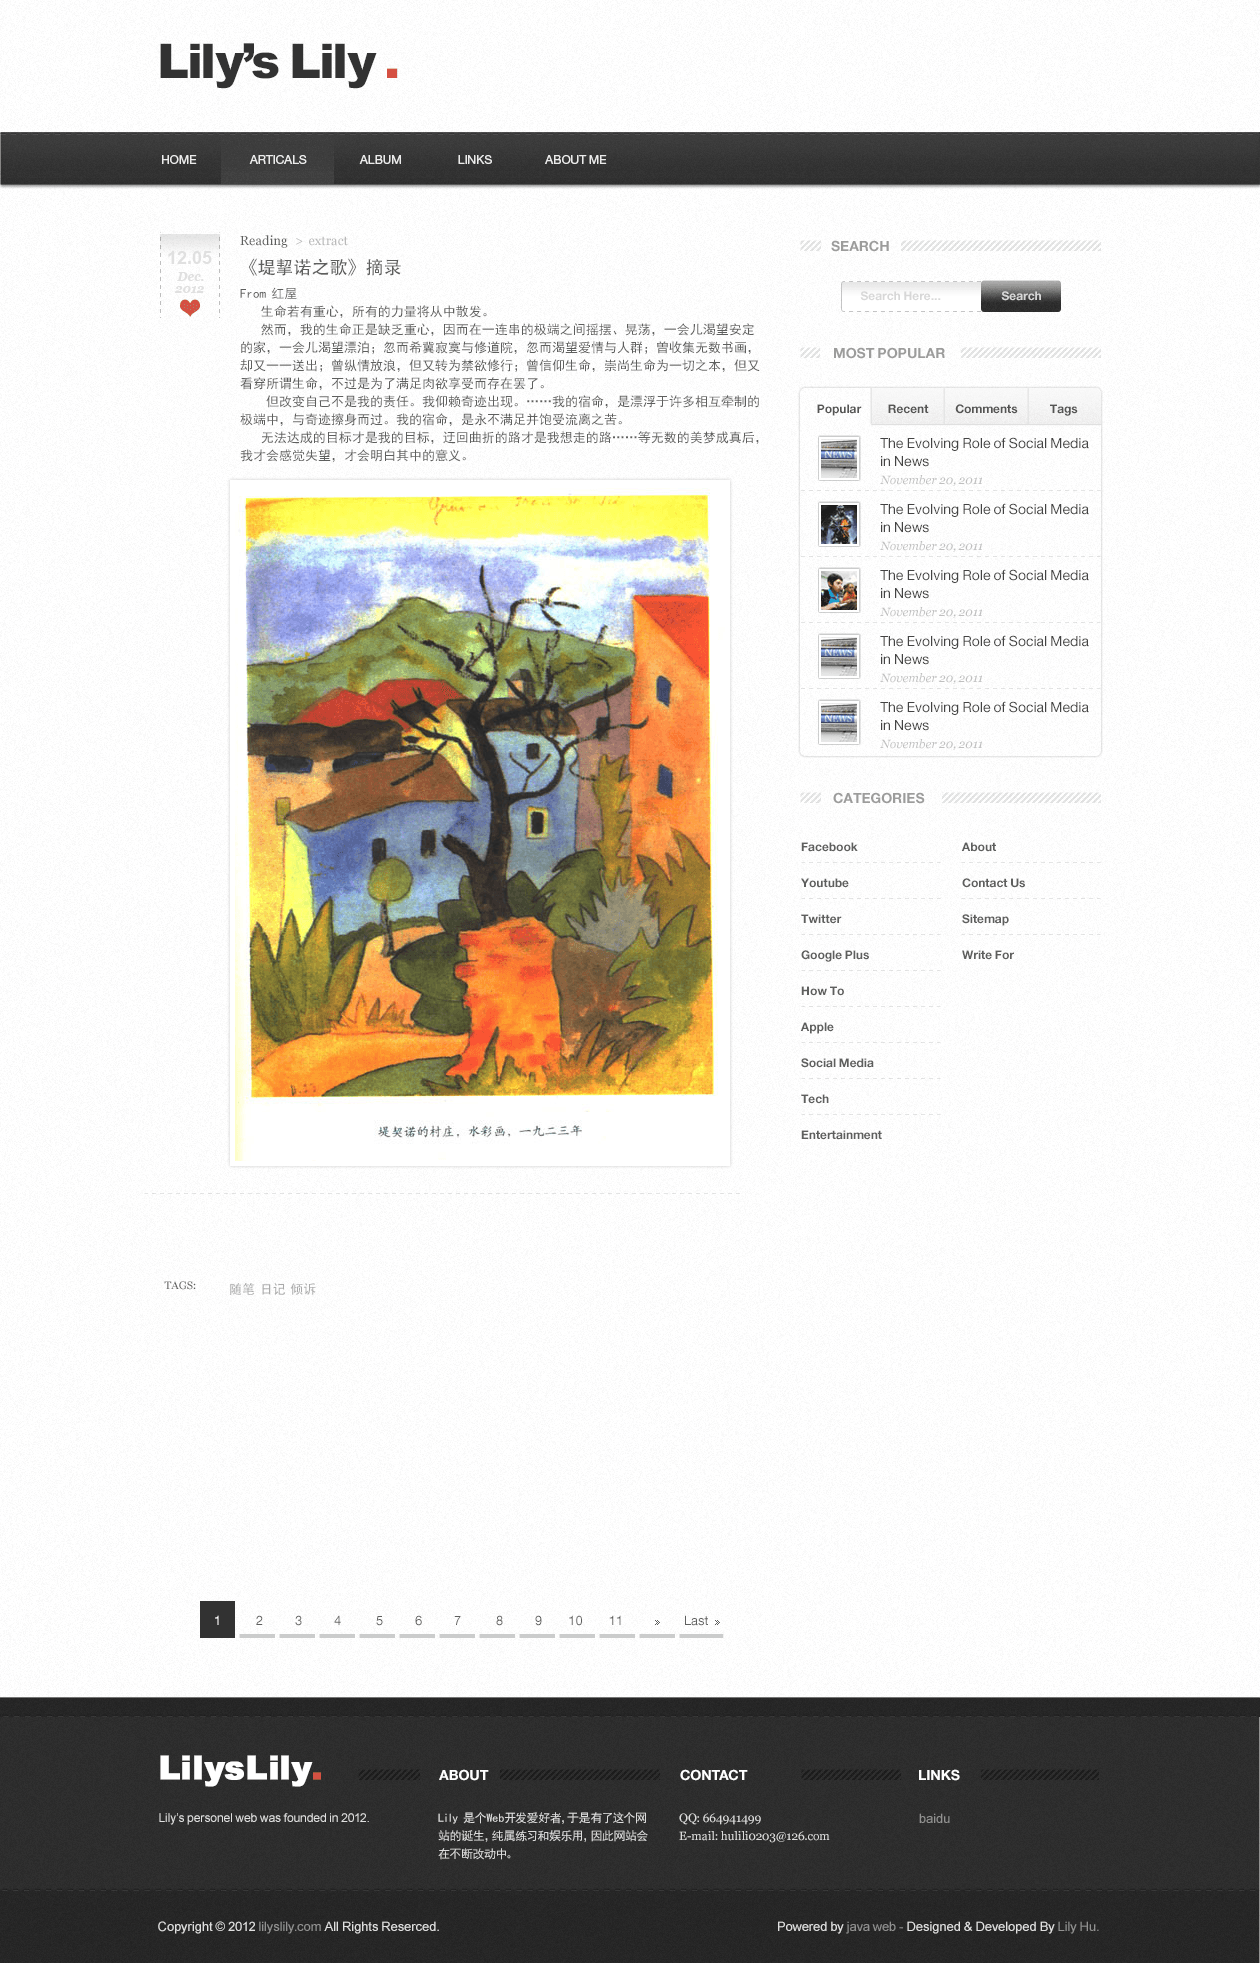 Lily's Lily .
HOME ARTICALS ALBUM LINKS ABOUT ME
12.05
Dec.
2012
Reading > extract
《堤挈诺之歌》摘录
From 红屋
生命若有重心，所有的力量将从中散发。
然而，我的生命正是缺乏重心，因而在一连串的极端之间摇摆、晃荡，一会儿渴望安定
的家，一会儿渴望漂泊；忽而希冀寂寞与修道院，忽而渴望爱情与人群；曾收集无数书画，
却又一一送出；曾纵情放浪，但又转为禁欲修行；曾信仰生命，崇尚生命为一切之本，但又
看穿所谓生命，不过是为了满足肉欲享受而存在罢了。
但改变自己不是我的责任。我仰赖奇迹出现。……我的宿命，是漂浮于许多相互牵制的
极端中，与奇迹擦身而过。我的宿命，是永不满足并饱受流离之苦。
无法达成的目标才是我的目标，迂回曲折的路才是我想走的路……等无数的美梦成真后，
我才会感觉失望，才会明白其中的意义。
堤契诺的村庄，水彩画，一九二三年
TAGS: 随笔 日记 倾诉
1 2 3 4 5 6 7 8 9 10 11 » Last »
SEARCH
Search Here... Search
MOST POPULAR
Popular Recent Comments Tags
The Evolving Role of Social Media
in News
November 20, 2011
The Evolving Role of Social Media
in News
November 20, 2011
The Evolving Role of Social Media
in News
November 20, 2011
The Evolving Role of Social Media
in News
November 20, 2011
The Evolving Role of Social Media
in News
November 20, 2011
CATEGORIES
Facebook About
Youtube Contact Us
Twitter Sitemap
Google Plus Write For
How To
Apple
Social Media
Tech
Entertainment
LilysLily.
Lily's personel web was founded in 2012.
ABOUT
Lily 是个Web开发爱好者，于是有了这个网
站的诞生，纯属练习和娱乐用，因此网站会
在不断改动中。
CONTACT
QQ: 664941499
E-mail: hulili0203@126.com
LINKS
baidu
Copyright © 2012 lilyslily.com All Rights Reserced.
Powered by java web - Designed & Developed By Lily Hu.